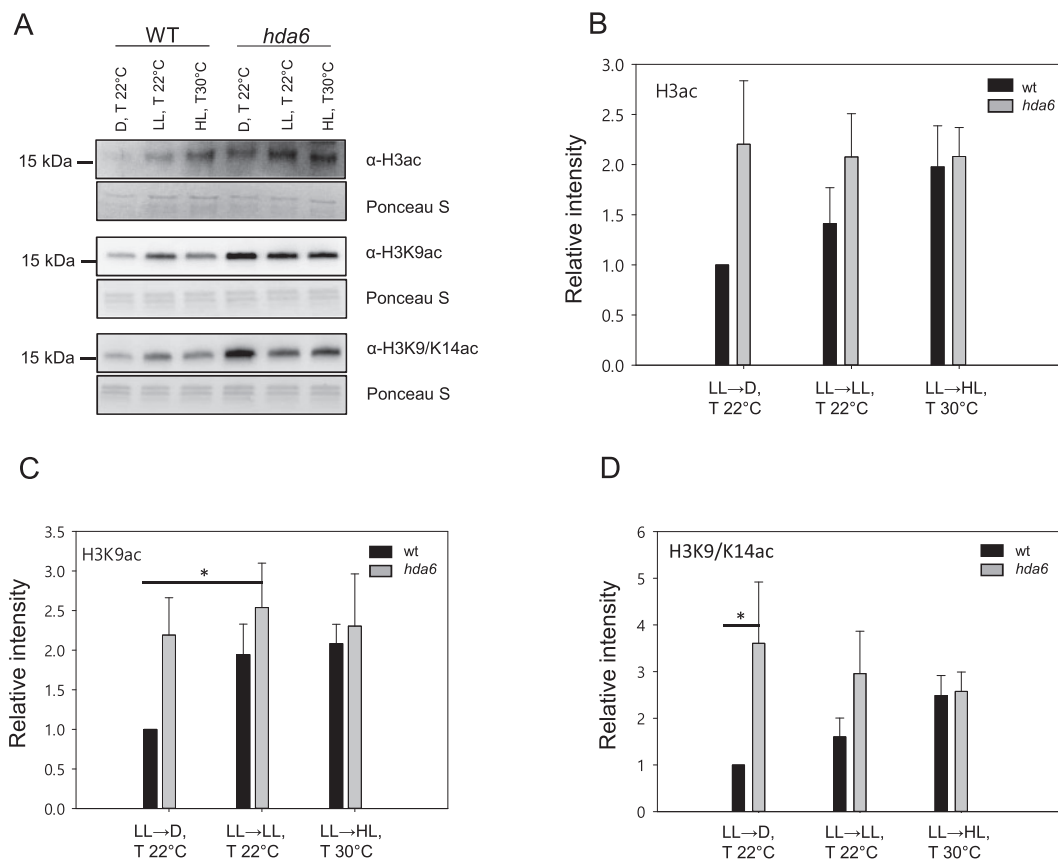 A
WT hda6
D, T 22°C
LL, T 22°C
HL, T30°C
D, T 22°C
LL, T 22°C
HL, T30°C
15 kDa
α-H3ac
Ponceau S
15 kDa
α-H3K9ac
Ponceau S
15 kDa
α-H3K9/K14ac
Ponceau S
B
H3ac
wt
hda6
Relative intensity
3.0
2.5
2.0
1.5
1.0
0.5
0.0
LL→D, LL→LL, LL→HL,
T 22°C T 22°C T 30°C
C
H3K9ac
wt
hda6
*
Relative intensity
3.5
3.0
2.5
2.0
1.5
1.0
0.5
0.0
LL→D, LL→LL, LL→HL,
T 22°C T 22°C T 30°C
D
H3K9/K14ac
wt
hda6
*
Relative intensity
6
5
4
3
2
1
0
LL→D, LL→LL, LL→HL,
T 22°C T 22°C T 30°C